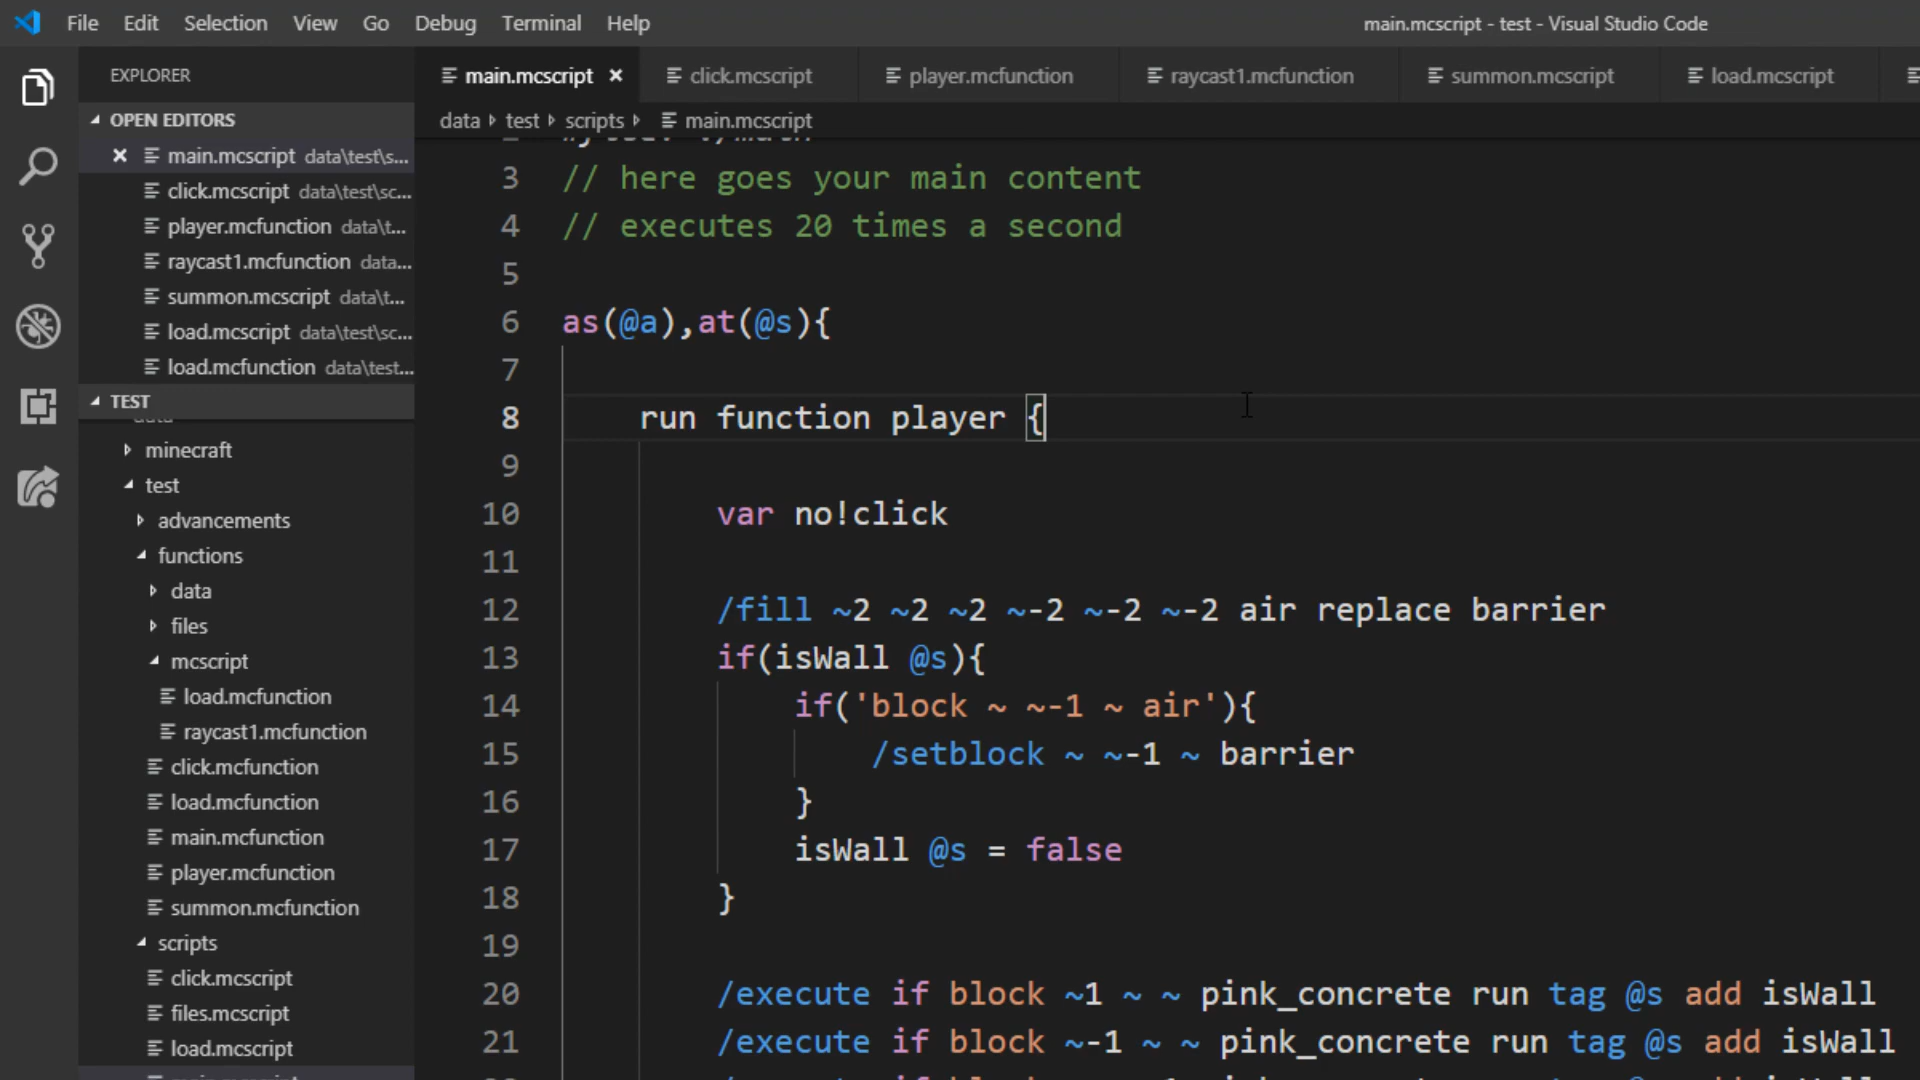 File Edit Selection View Go Debug Terminal Help
main.mcscript - test - Visual Studio Code
EXPLORER
OPEN EDITORS
main.mcscript data\test\s...
click.mcscript data\test\sc...
player.mcfunction data\t...
raycast1.mcfunction data...
summon.mcscript data\t...
load.mcscript data\test\sc...
load.mcfunction data\test...
TEST
minecraft
test
advancements
functions
data
files
mcscript
load.mcfunction
raycast1.mcfunction
click.mcfunction
load.mcfunction
main.mcfunction
player.mcfunction
summon.mcfunction
scripts
click.mcscript
files.mcscript
load.mcscript
main.mcscript click.mcscript player.mcfunction raycast1.mcfunction summon.mcscript load.mcscript
data test scripts main.mcscript
3 // here goes your main content
4 // executes 20 times a second
5
6 as(@a),at(@s){
7
8 run function player {
9
10 var no!click
11
12 /fill ~2 ~2 ~2 ~-2 ~-2 ~-2 air replace barrier
13 if(isWall @s){
14 if('block ~ ~-1 ~ air'){
15 /setblock ~ ~-1 ~ barrier
16 }
17 isWall @s = false
18 }
19
20 /execute if block ~1 ~ ~ pink_concrete run tag @s add isWall
21 /execute if block ~-1 ~ ~ pink_concrete run tag @s add isWall